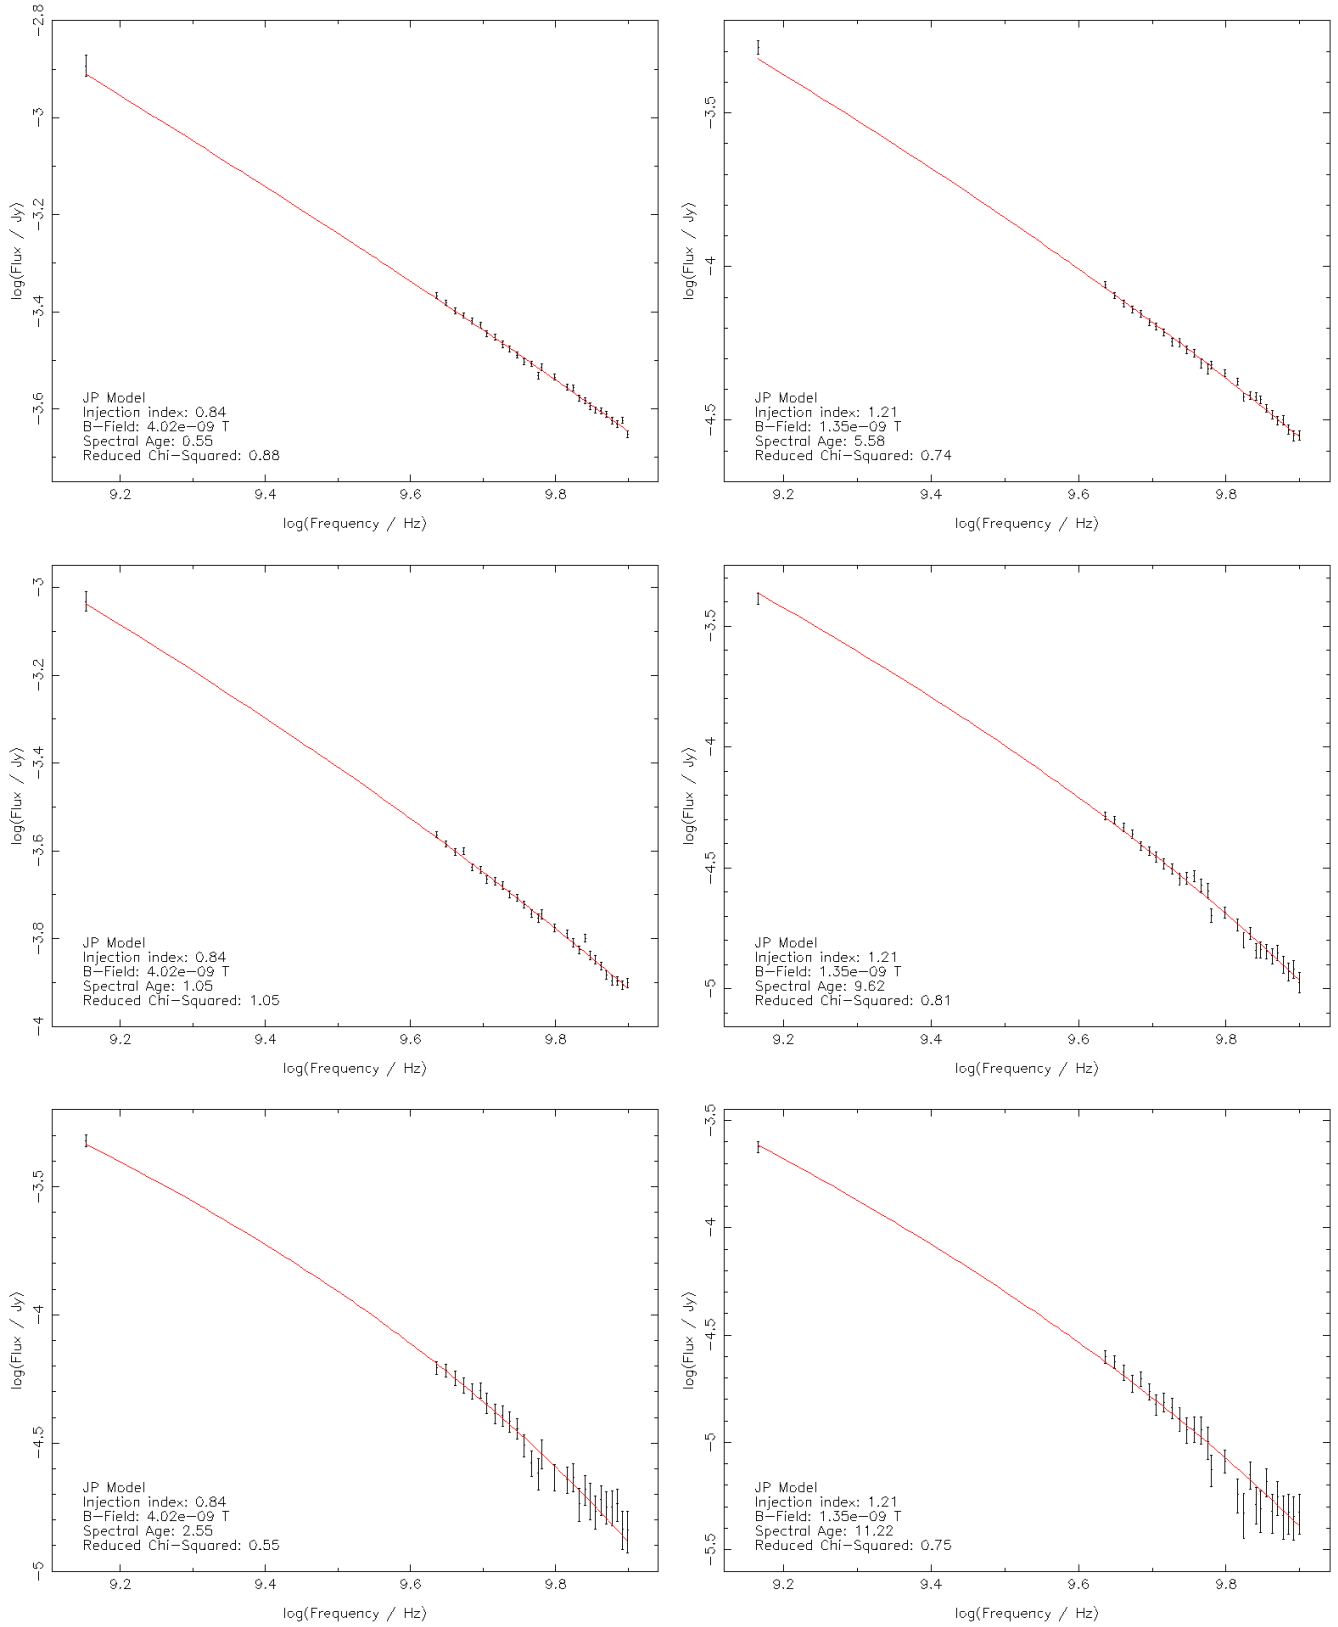 -2.8
-3
-3.2
-3.4
-3.6
log(Flux / Jy)
JP Model
Injection index: 0.84
B-Field: 4.02e-09 T
Spectral Age: 0.55
Reduced Chi-Squared: 0.88
9.2 9.4 9.6 9.8
log(Frequency / Hz)
-3.5
-4
-4.5
log(Flux / Jy)
JP Model
Injection index: 1.21
B-Field: 1.35e-09 T
Spectral Age: 5.58
Reduced Chi-Squared: 0.74
9.2 9.4 9.6 9.8
log(Frequency / Hz)
-3
-3.2
-3.4
-3.6
-3.8
-4
log(Flux / Jy)
JP Model
Injection index: 0.84
B-Field: 4.02e-09 T
Spectral Age: 1.05
Reduced Chi-Squared: 1.05
9.2 9.4 9.6 9.8
log(Frequency / Hz)
-3.5
-4
-4.5
-5
log(Flux / Jy)
JP Model
Injection index: 1.21
B-Field: 1.35e-09 T
Spectral Age: 9.62
Reduced Chi-Squared: 0.81
9.2 9.4 9.6 9.8
log(Frequency / Hz)
-3.5
-4
-4.5
-5
log(Flux / Jy)
JP Model
Injection index: 0.84
B-Field: 4.02e-09 T
Spectral Age: 2.55
Reduced Chi-Squared: 0.55
9.2 9.4 9.6 9.8
log(Frequency / Hz)
-3.5
-4
-4.5
-5
-5.5
log(Flux / Jy)
JP Model
Injection index: 1.21
B-Field: 1.35e-09 T
Spectral Age: 11.22
Reduced Chi-Squared: 0.75
9.2 9.4 9.6 9.8
log(Frequency / Hz)